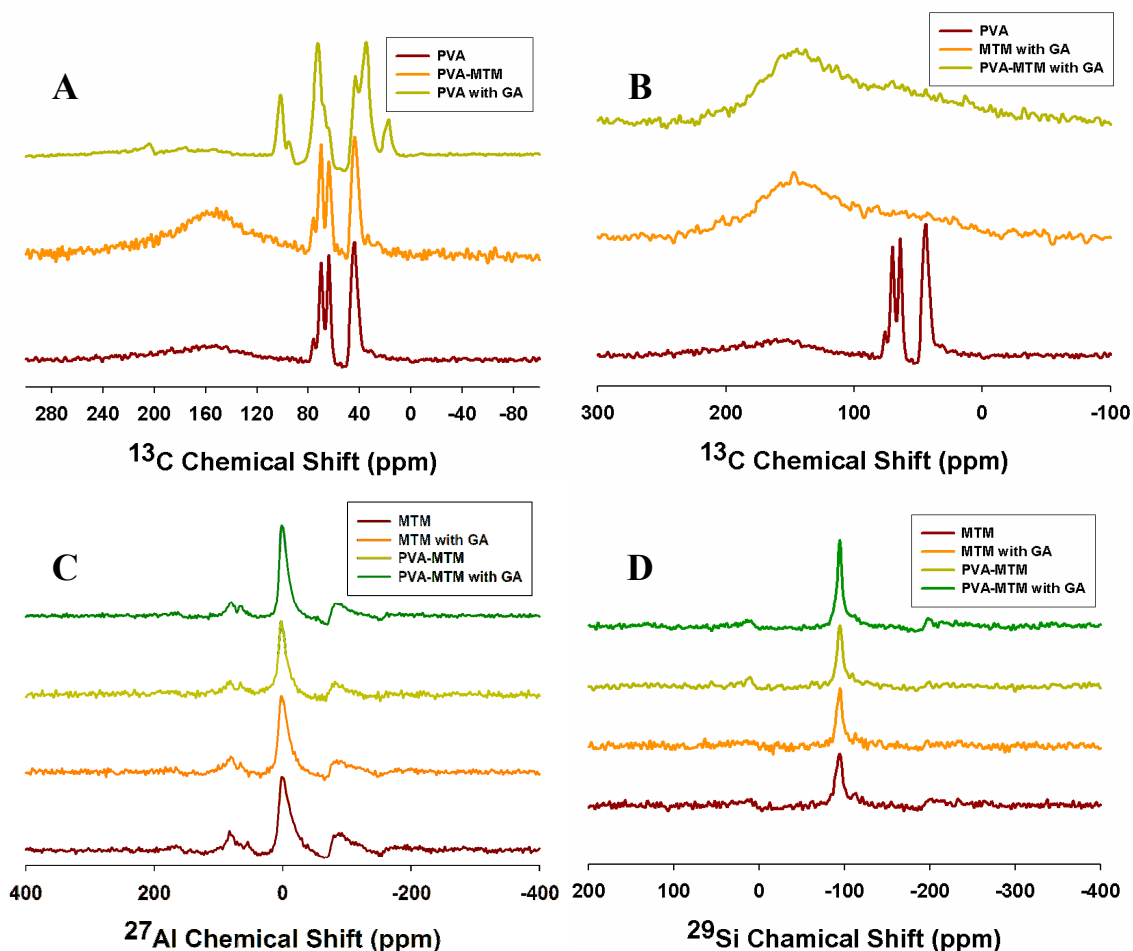 A
PVA
PVA-MTM
PVA with GA
280 240 200 160 120 80 40 0 -40 -80
13C Chemical Shift (ppm)
B
PVA
MTM with GA
PVA-MTM with GA
300 200 100 0 -100
13C Chemical Shift (ppm)
C
MTM
MTM with GA
PVA-MTM
PVA-MTM with GA
400 200 0 -200 -400
27Al Chemical Shift (ppm)
D
MTM
MTM with GA
PVA-MTM
PVA-MTM with GA
200 100 0 -100 -200 -300 -400
29Si Chamical Shift (ppm)